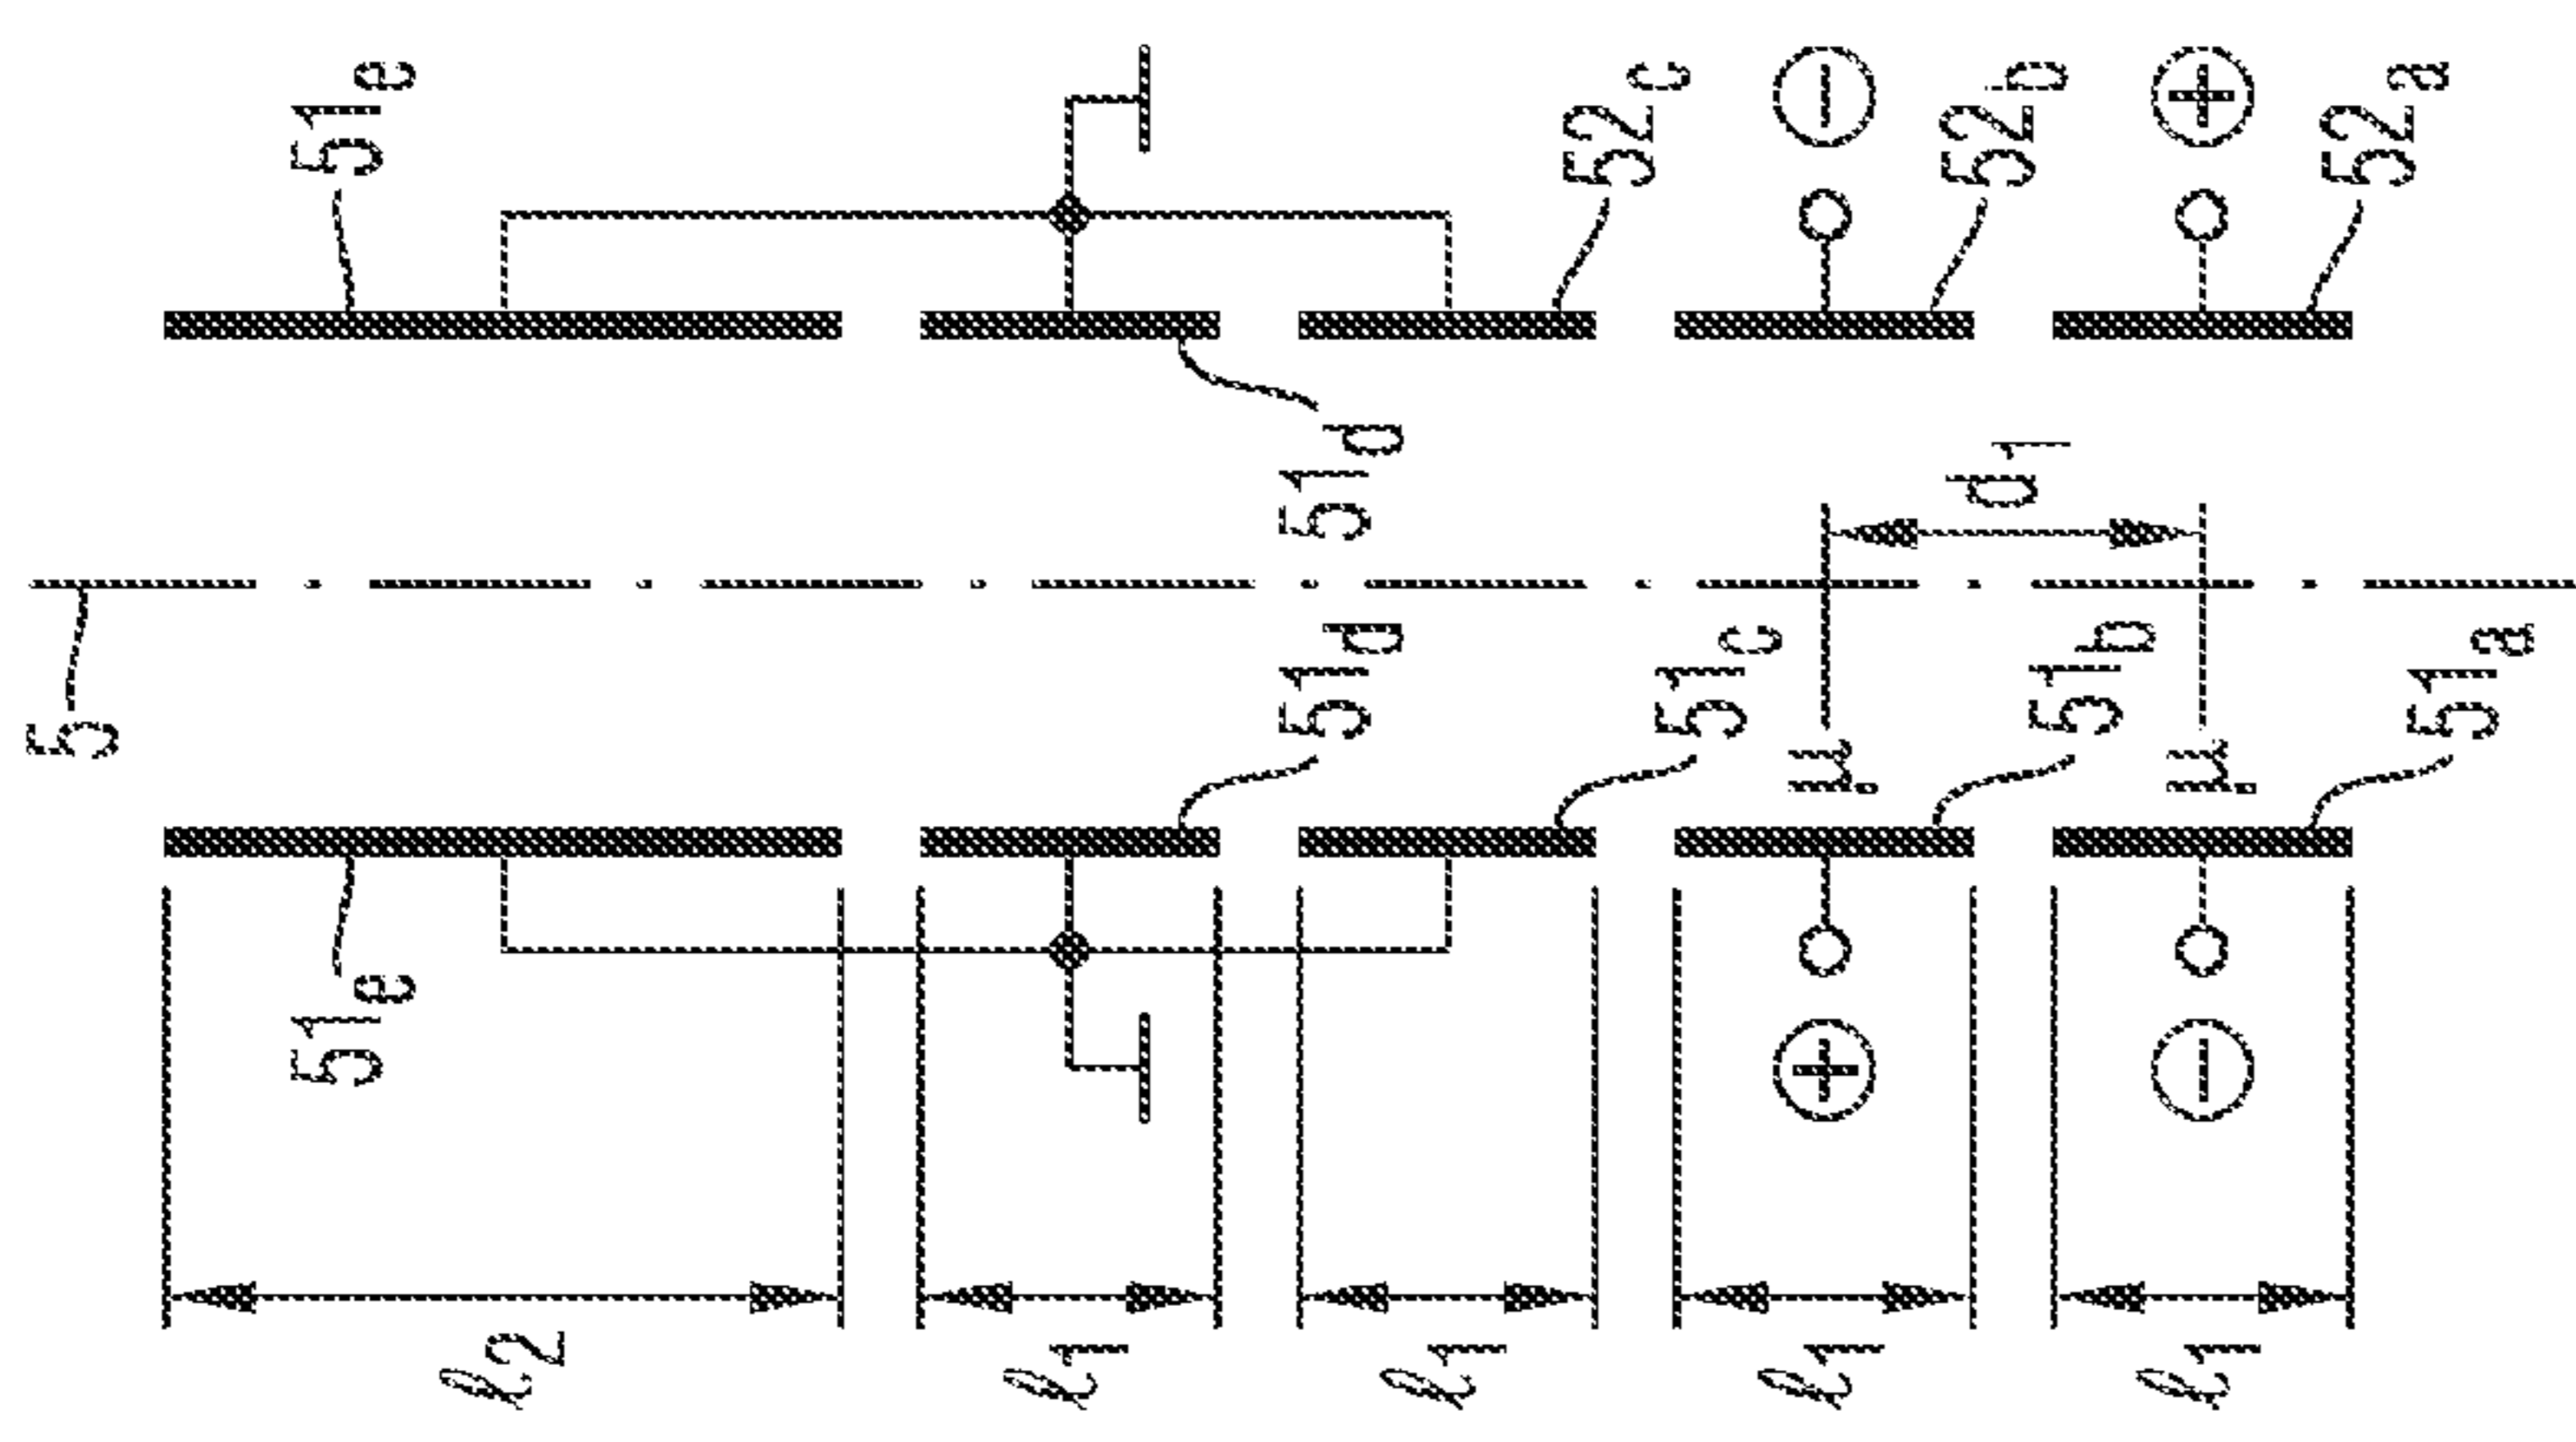 5
51e 51e
ℓ2
ℓ1
51d 51d
ℓ1
52c
51c
ℓ1 + μ −
d1 52b
51b
ℓ1 − μ +
52a
51a